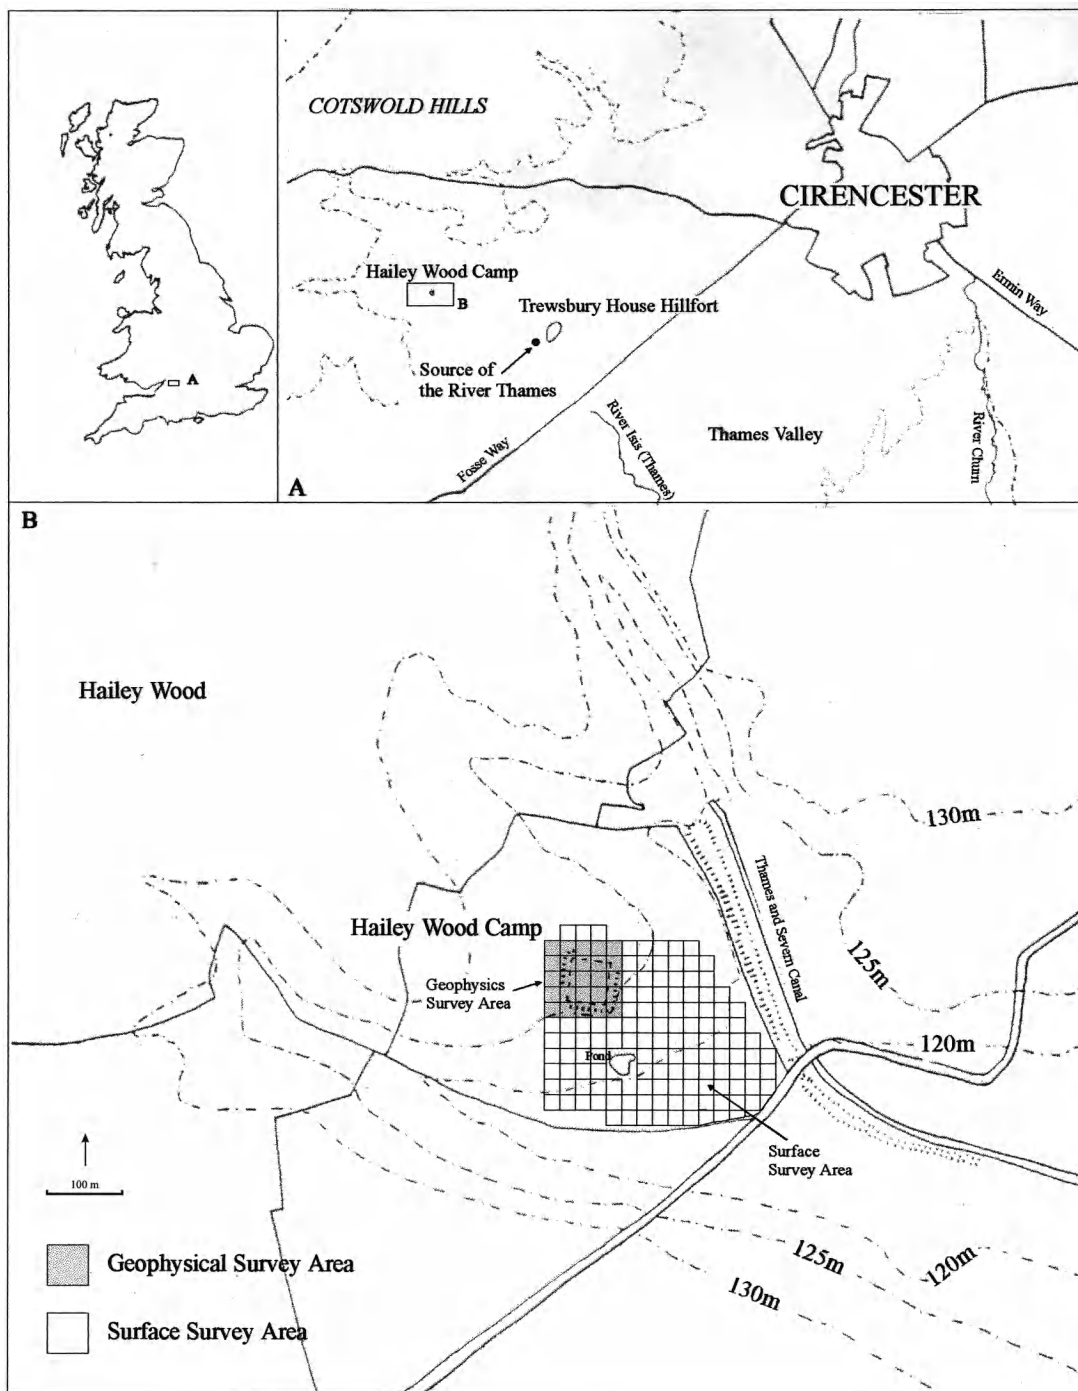 COTSWOLD HILLS
CIRENCESTER
Hailey Wood Camp
B
Trewsbury House Hillfort
Ermin Way
Source of
the River Thames
A
Fosse Way
River Isis (Thames)
Thames Valley
River Churn
A
B
Hailey Wood
130m
Thames and Severn Canal
Hailey Wood Camp
125m
Geophysics
Survey Area
120m
Pond
Surface
Survey Area
100 m.
Geophysical Survey Area
125m
120m
130m
Surface Survey Area